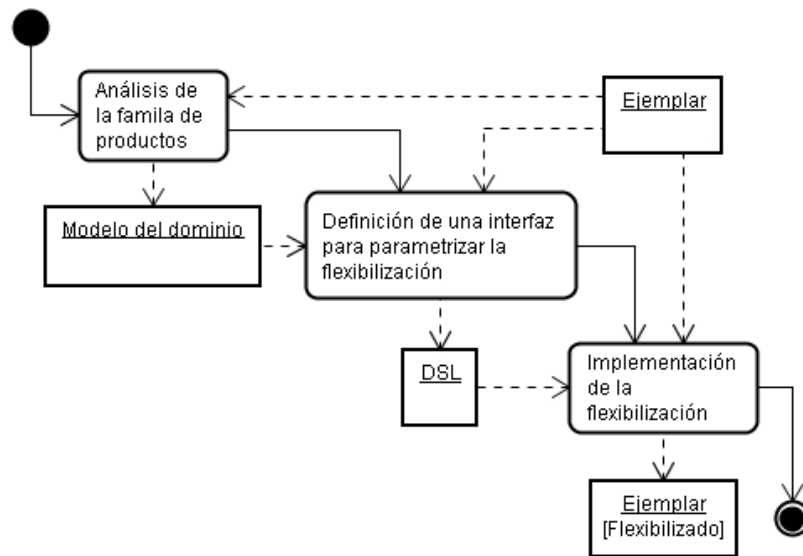 Análisis de
la famila de
productos
Ejemplar
Modelo del dominio
Definición de una interfaz
para parametrizar la
flexibilización
DSL
Implementación
de la
flexibilización
Ejemplar
[Flexibilizado]